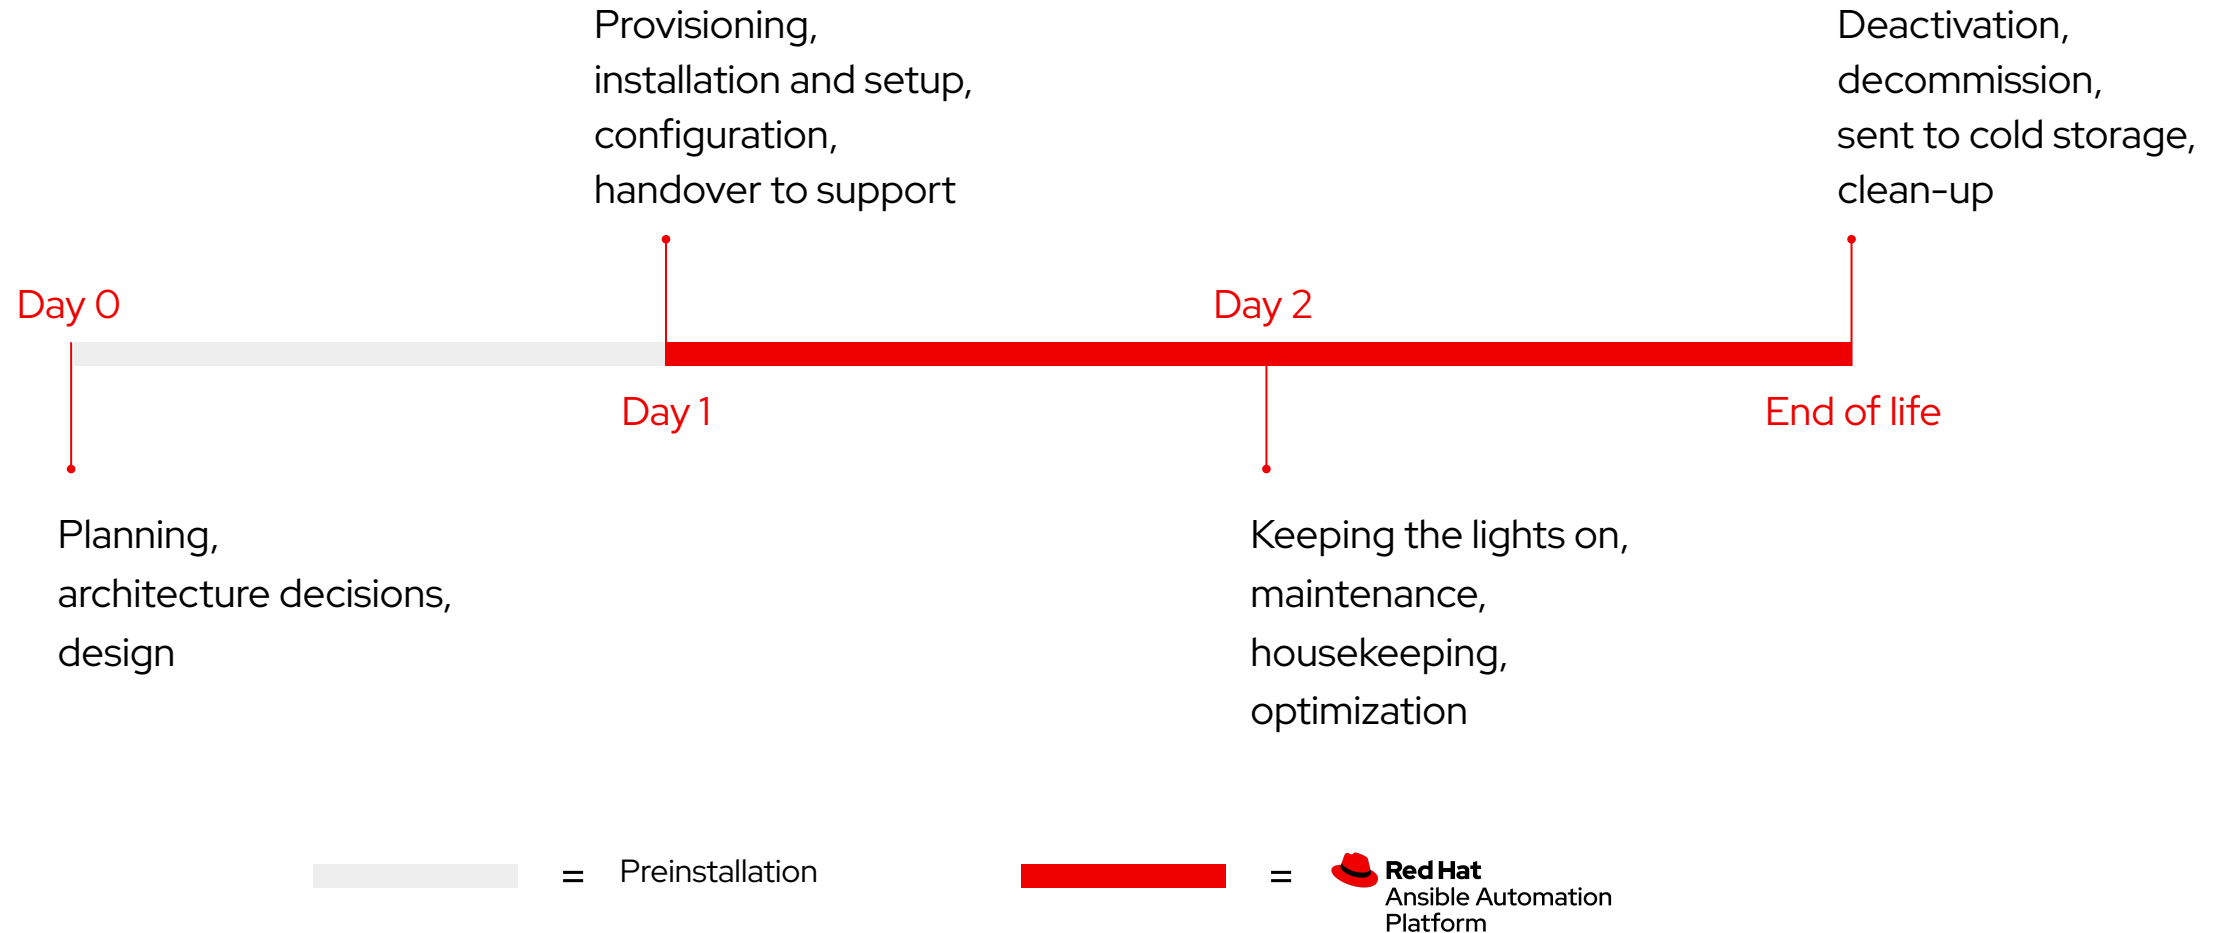 Provisioning,
installation and setup,
configuration,
handover to support
Deactivation,
decommission,
sent to cold storage,
clean-up
Day 0
Day 2
Day 1
End of life
Planning,
architecture decisions,
design
Keeping the lights on,
maintenance,
housekeeping,
optimization
= Preinstallation
= Red Hat
Ansible Automation
Platform